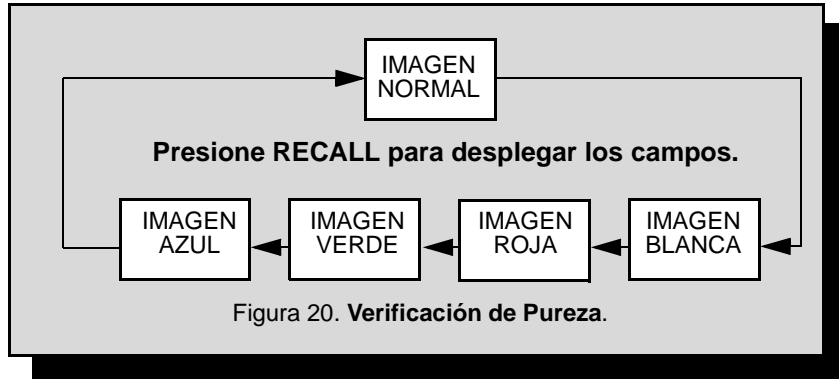 IMAGEN
NORMAL
Presione RECALL para desplegar los campos.
IMAGEN
AZUL
IMAGEN
VERDE
IMAGEN
ROJA
IMAGEN
BLANCA
Figura 20. Verificación de Pureza.